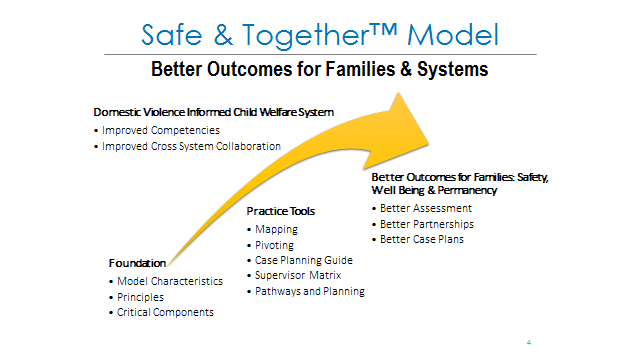 Safe & Together™ Model
Better Outcomes for Families & Systems
Domestic Violence Informed Child Welfare System
• Improved Competencies
• Improved Cross System Collaboration
Better Outcomes for Families: Safety,
Well Being & Permanency
• Better Assessment
• Better Partnerships
• Better Case Plans
Practice Tools
• Mapping
• Pivoting
• Case Planning Guide
• Supervisor Matrix
• Pathways and Planning
Foundation
• Model Characteristics
• Principles
• Critical Components
4